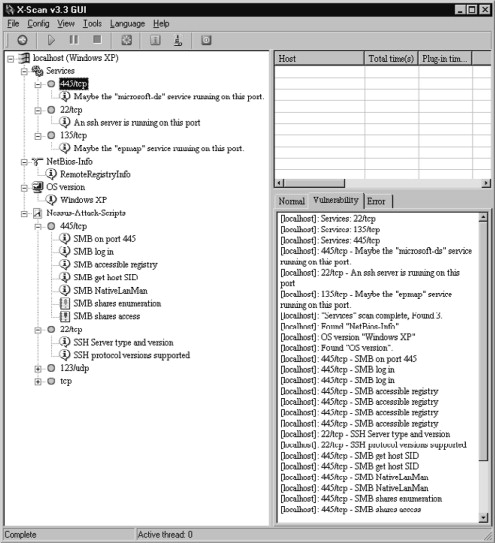 X-Scan v3.3 GUI
File Config View Tools Language Help
localhost (Windows XP)
Services
445/tcp
Maybe the "microsoft-ds" service running on this port.
22/tcp
An ssh server is running on this port
135/tcp
Maybe the "epmap" service running on this port.
NetBios-Info
RemoteRegistryInfo
OS version
Windows XP
Nessus-Attack-Scripts
445/tcp
SMB on port 445
SMB log in
SMB accessible registry
SMB get host SID
SMB NativeLanMan
SMB shares enumeration
SMB shares access
22/tcp
SSH Server type and version
SSH protocol versions supported
123/udp
tcp
Host Total time(s) Plug-in tim...
Normal Vulnerability Error
[localhost]: Services: 22/tcp
[localhost]: Services: 135/tcp
[localhost]: Services: 445/tcp
[localhost]: 445/tcp - Maybe the "microsoft-ds" service
running on this port.
[localhost]: 22/tcp - An ssh server is running on this
port
[localhost]: 135/tcp - Maybe the "epmap" service
running on this port.
[localhost]: "Services" scan complete, Found 3.
[localhost]: Found "NetBios-Info".
[localhost]: OS version "Windows XP"
[localhost]: Found "OS version".
[localhost]: 445/tcp - SMB on port 445
[localhost]: 445/tcp - SMB log in
[localhost]: 445/tcp - SMB log in
[localhost]: 445/tcp - SMB accessible registry
[localhost]: 445/tcp - SMB accessible registry
[localhost]: 445/tcp - SMB accessible registry
[localhost]: 22/tcp - SSH Server type and version
[localhost]: 22/tcp - SSH protocol versions supported
[localhost]: 445/tcp - SMB get host SID
[localhost]: 445/tcp - SMB get host SID
[localhost]: 445/tcp - SMB NativeLanMan
[localhost]: 445/tcp - SMB NativeLanMan
[localhost]: 445/tcp - SMB shares enumeration
[localhost]: 445/tcp - SMB shares access
Complete Active thread: 0